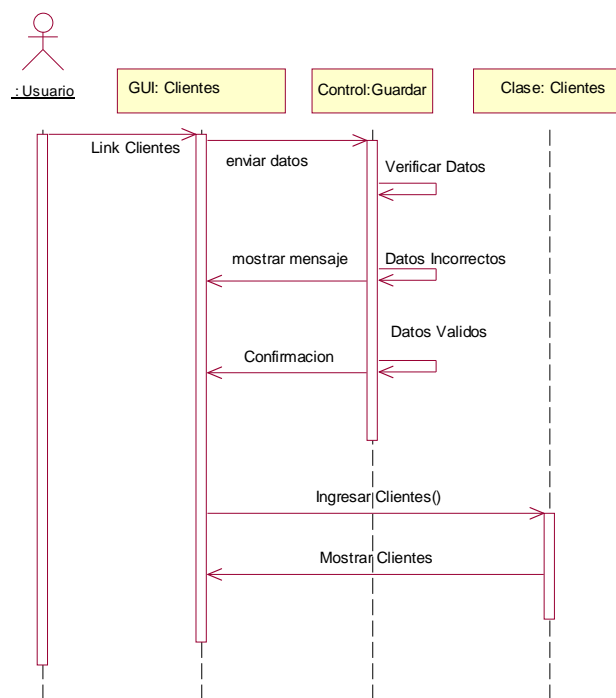 : Usuario
GUI: Clientes
Control:Guardar
Clase: Clientes
Link Clientes
enviar datos
Verificar Datos
mostrar mensaje
Datos Incorrectos
Datos Validos
Confirmacion
Ingresar Clientes()
Mostrar Clientes